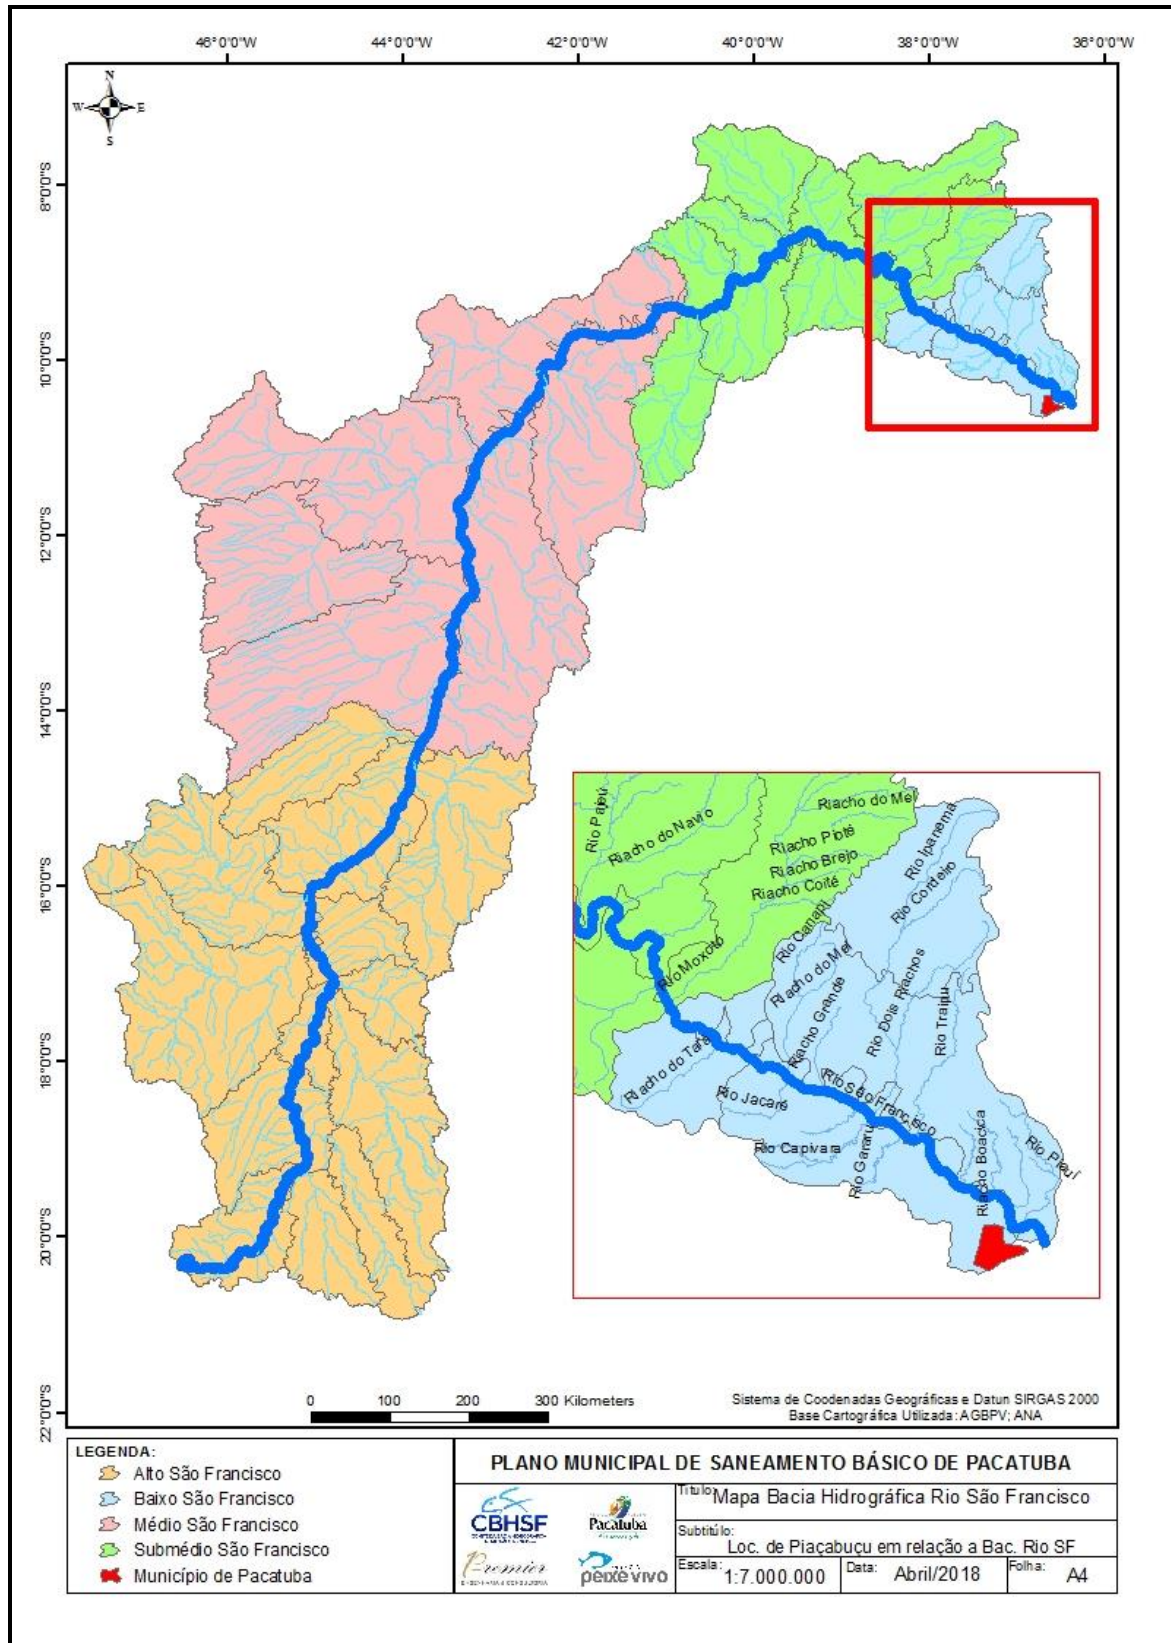 46°0'0"W 44°0'0"W 42°0'0"W 40°0'0"W 38°0'0"W 36°0'0"W
N
W E
S
8°0'0"S
10°0'0"S
12°0'0"S
14°0'0"S
16°0'0"S
18°0'0"S
20°0'0"S
22°0'0"S
Rio Pajeú
Riacho do Navio
Riacho do Mel
Riacho Piotê
Riacho Brejo
Riacho Coité
Rio Ipanema
Rio Cordeiro
Rio Canapi
Rio Moxotó
Riacho do Mel
Riacho Grande
Rio Dois Riachos
Rio Traipu
Riacho do Tará
Rio Jacaré
Rio São Francisco
Rio Capivara
Rio Gararu
Riacho Boacica
Rio Piauí
0 100 200 300 Kilometers
Sistema de Coodenadas Geográficas e Datun SIRGAS 2000
Base Cartográfica Utilizada: AGBPV; ANA
LEGENDA:
Alto São Francisco
Baixo São Francisco
Médio São Francisco
Submédio São Francisco
Município de Pacatuba
PLANO MUNICIPAL DE SANEAMENTO BÁSICO DE PACATUBA
CBHSF
Pacatuba
Premier
peixe vivo
Título: Mapa Bacia Hidrográfica Rio São Francisco
Subtitúlo:
Loc. de Piaçabuçu em relação a Bac. Rio SF
Escala: 1:7.000.000 Data: Abril/2018 Folha: A4